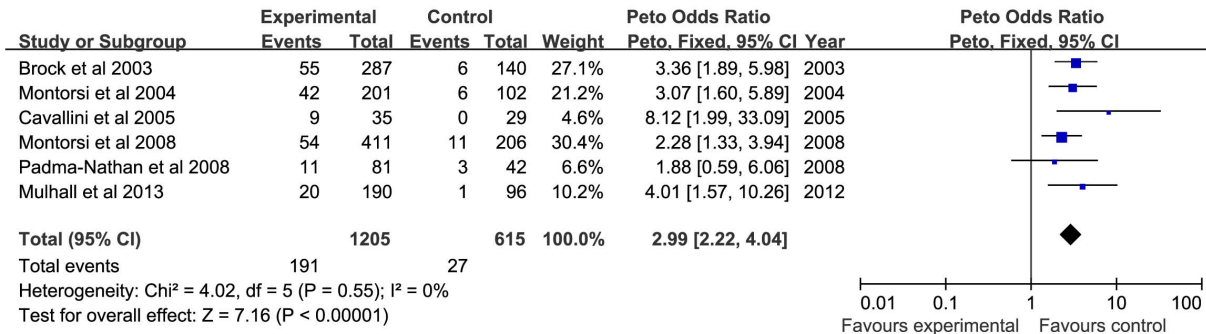 Experimental Control Peto Odds Ratio Peto Odds Ratio
Study or Subgroup Events Total Events Total Weight Peto, Fixed, 95% CI Year Peto, Fixed, 95% CI
Brock et al 2003 55 287 6 140 27.1% 3.36 [1.89, 5.98] 2003
Montorsi et al 2004 42 201 6 102 21.2% 3.07 [1.60, 5.89] 2004
Cavallini et al 2005 9 35 0 29 4.6% 8.12 [1.99, 33.09] 2005
Montorsi et al 2008 54 411 11 206 30.4% 2.28 [1.33, 3.94] 2008
Padma-Nathan et al 2008 11 81 3 42 6.6% 1.88 [0.59, 6.06] 2008
Mulhall et al 2013 20 190 1 96 10.2% 4.01 [1.57, 10.26] 2012
Total (95% CI) 1205 615 100.0% 2.99 [2.22, 4.04]
Total events 191 27
Heterogeneity: Chi² = 4.02, df = 5 (P = 0.55); I² = 0%
Test for overall effect: Z = 7.16 (P < 0.00001)
0.01 0.1 1 10 100
Favours experimental Favours control